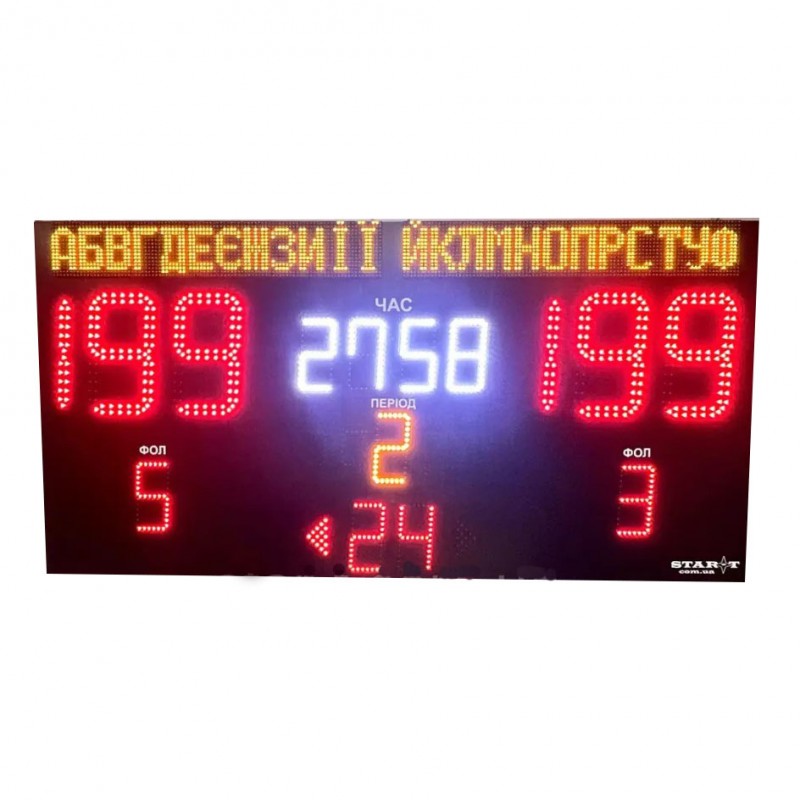 АБВГДЕЄЖЗИІЇ ЙКЛМНОПРСТУФ
ЧАС
199 2758 199
ПЕРІОД
2
ФОЛ ФОЛ
5 3
24
START
com.ua